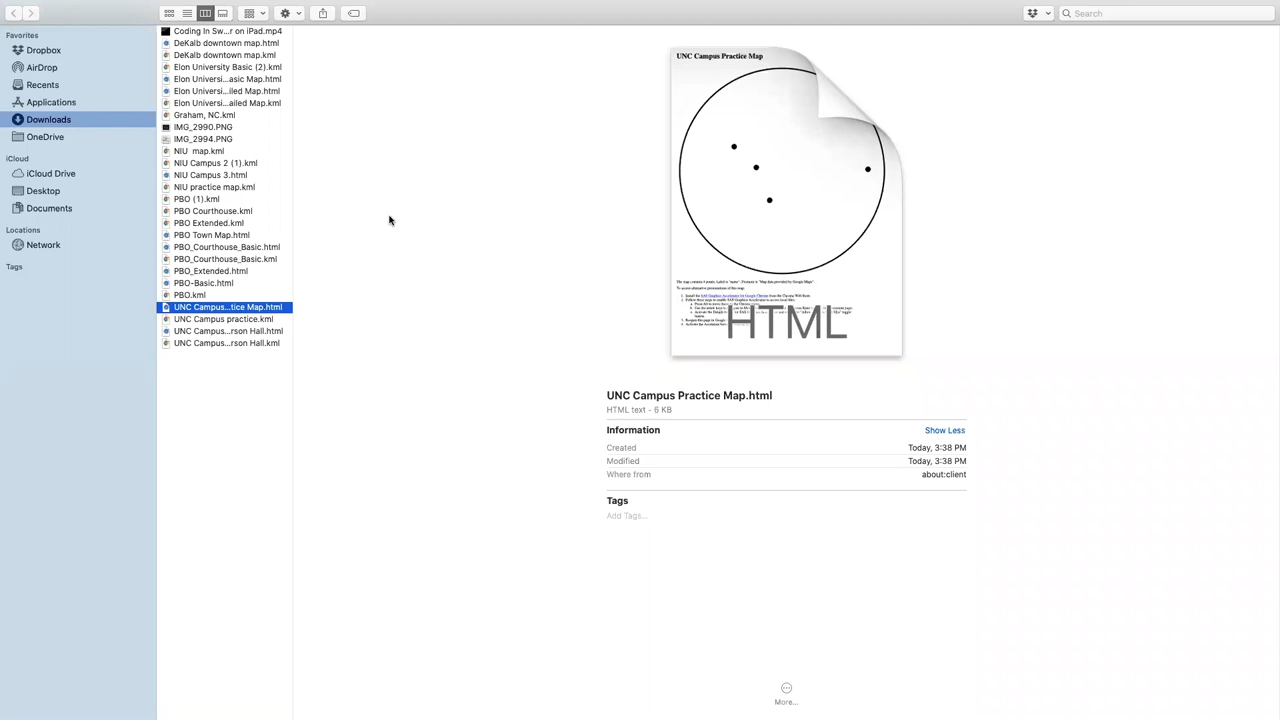 Search
Favorites
Dropbox
AirDrop
Recents
Applications
Downloads
OneDrive
iCloud
iCloud Drive
Desktop
Documents
Locations
Network
Tags
Coding In Sw...r on iPad.mp4
DeKalb downtown map.html
DeKalb downtown map.kml
Elon University Basic (2).kml
Elon Universi...asic Map.html
Elon Universi...iled Map.html
Elon Universi...ailed Map.kml
Graham, NC.kml
IMG_2990.PNG
IMG_2994.PNG
NIU map.kml
NIU Campus 2 (1).kml
NIU Campus 3.html
NIU practice map.kml
PBO (1).kml
PBO Courthouse.kml
PBO Extended.kml
PBO Town Map.html
PBO_Courthouse_Basic.html
PBO_Courthouse_Basic.kml
PBO_Extended.html
PBO-Basic.html
PBO.kml
UNC Campus...tice Map.html
UNC Campus practice.kml
UNC Campus...rson Hall.html
UNC Campus...rson Hall.kml
UNC Campus Practice Map
HTML
UNC Campus Practice Map.html
HTML text - 6 KB
Information Show Less
Created Today, 3:38 PM
Modified Today, 3:38 PM
Where from about:client
Tags
Add Tags...
More...